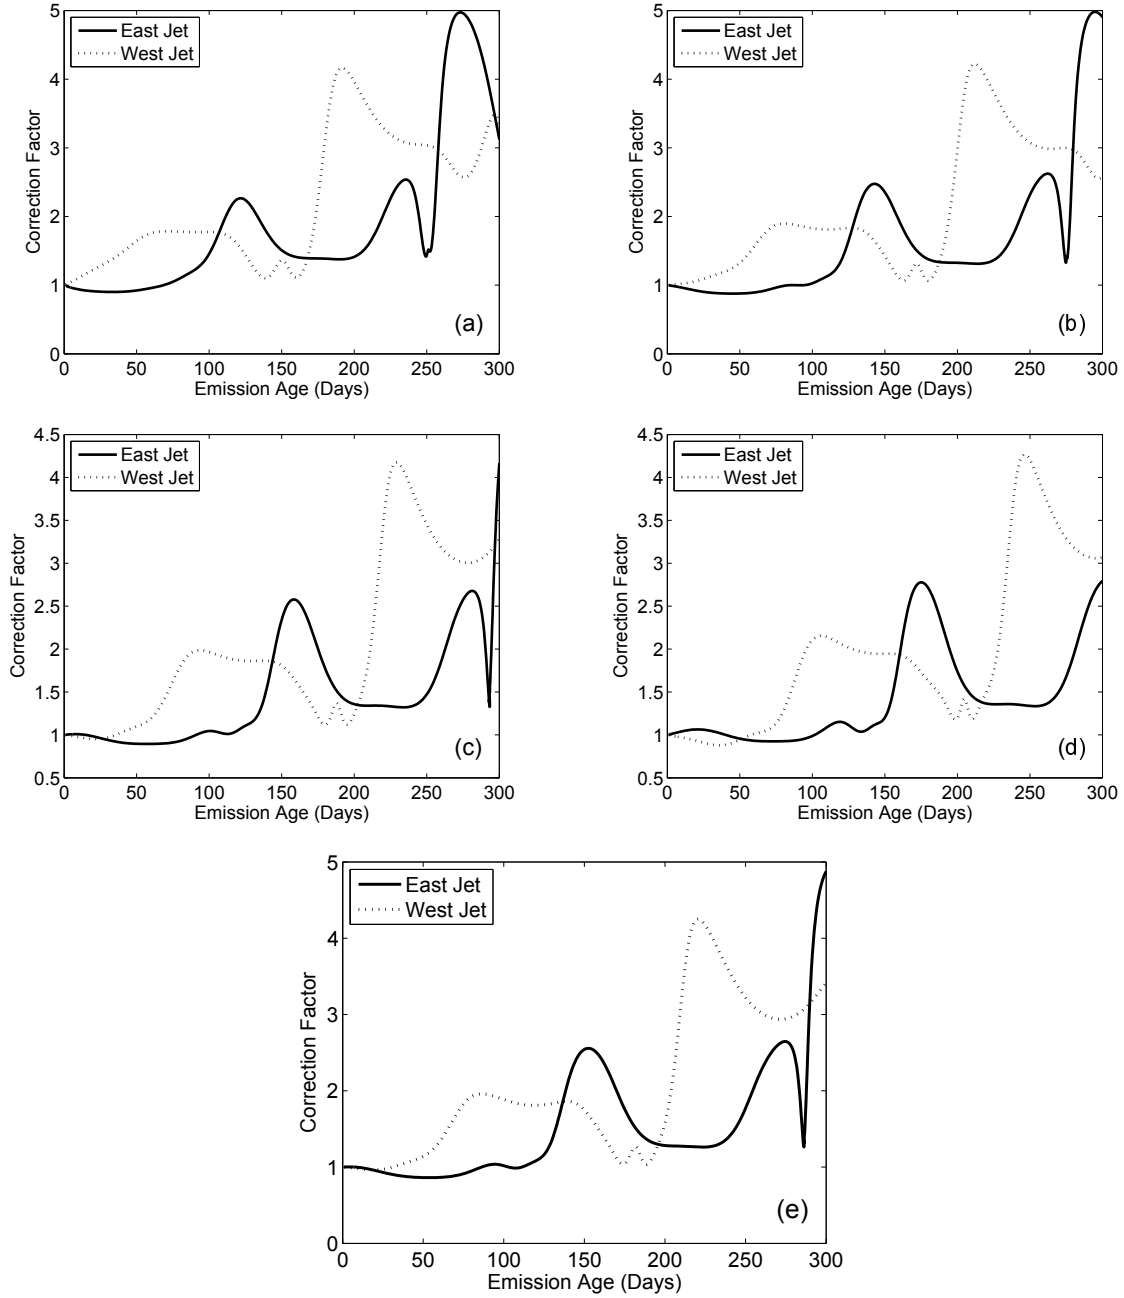 5
4
3
2
1
0
Correction Factor
East Jet
West Jet
(a)
0 50 100 150 200 250 300
Emission Age (Days)
5
4
3
2
1
0
Correction Factor
East Jet
West Jet
(b)
0 50 100 150 200 250 300
Emission Age (Days)
4.5
4
3.5
3
2.5
2
1.5
1
0.5
Correction Factor
East Jet
West Jet
(c)
0 50 100 150 200 250 300
Emission Age (Days)
4.5
4
3.5
3
2.5
2
1.5
1
0.5
Correction Factor
East Jet
West Jet
(d)
0 50 100 150 200 250 300
Emission Age (Days)
5
4
3
2
1
0
Correction Factor
East Jet
West Jet
(e)
0 50 100 150 200 250 300
Emission Age (Days)